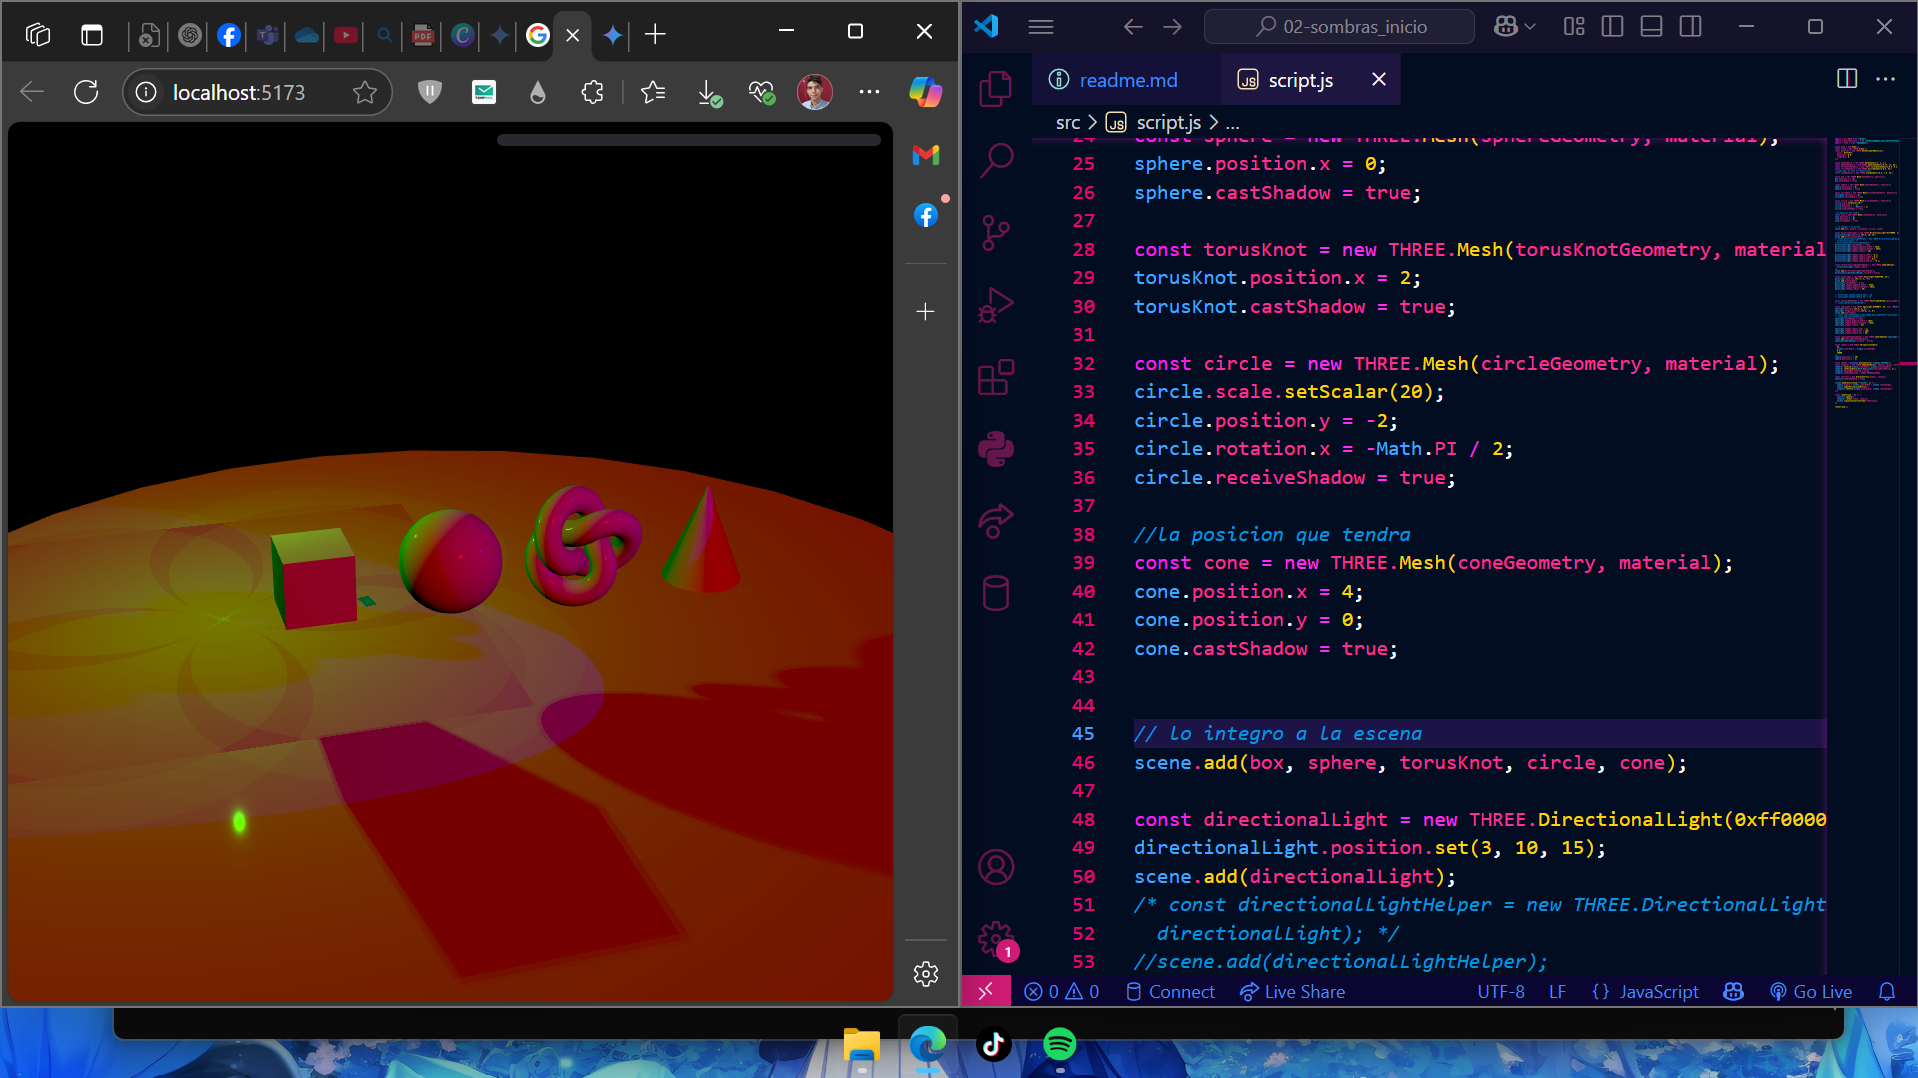 localhost:5173
02-sombras_inicio
readme.md
script.js
src > script.js > ...
24 const sphere = new THREE.Mesh(sphereGeometry, material);
25 sphere.position.x = 0;
26 sphere.castShadow = true;
27
28 const torusKnot = new THREE.Mesh(torusKnotGeometry, material
29 torusKnot.position.x = 2;
30 torusKnot.castShadow = true;
31
32 const circle = new THREE.Mesh(circleGeometry, material);
33 circle.scale.setScalar(20);
34 circle.position.y = -2;
35 circle.rotation.x = -Math.PI / 2;
36 circle.receiveShadow = true;
37
38 //la posicion que tendra
39 const cone = new THREE.Mesh(coneGeometry, material);
40 cone.position.x = 4;
41 cone.position.y = 0;
42 cone.castShadow = true;
43
44
45 // lo integro a la escena
46 scene.add(box, sphere, torusKnot, circle, cone);
47
48 const directionalLight = new THREE.DirectionalLight(0xff0000
49 directionalLight.position.set(3, 10, 15);
50 scene.add(directionalLight);
51 /* const directionalLightHelper = new THREE.DirectionalLight
52 directionalLight); */
53 //scene.add(directionalLightHelper);
1
0 0 Connect Live Share UTF-8 LF {} JavaScript Go Live